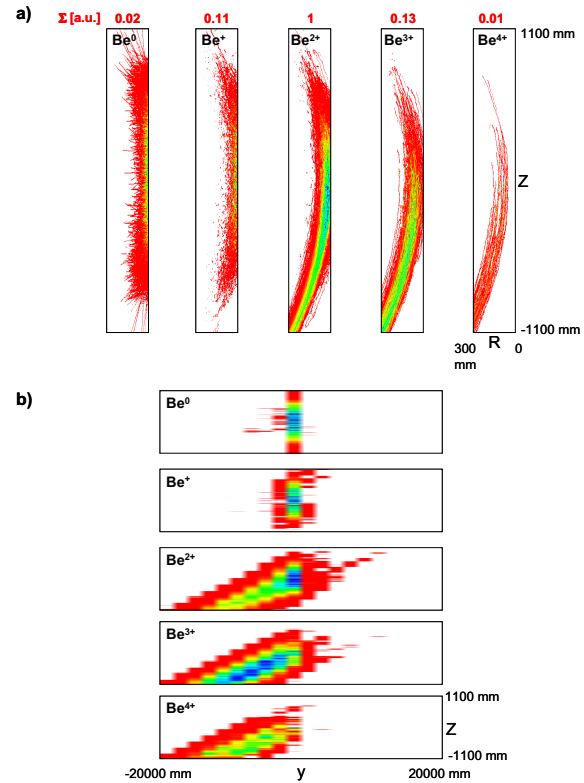 a)
Σ [a.u.] 0.02 0.11 1 0.13 0.01
Be⁰ Be⁺ Be²⁺ Be³⁺ Be⁴⁺
1100 mm
Z
-1100 mm
300 mm R 0
b)
Be⁰
Be⁺
Be²⁺
Be³⁺
Be⁴⁺
1100 mm
Z
-1100 mm
-20000 mm y 20000 mm